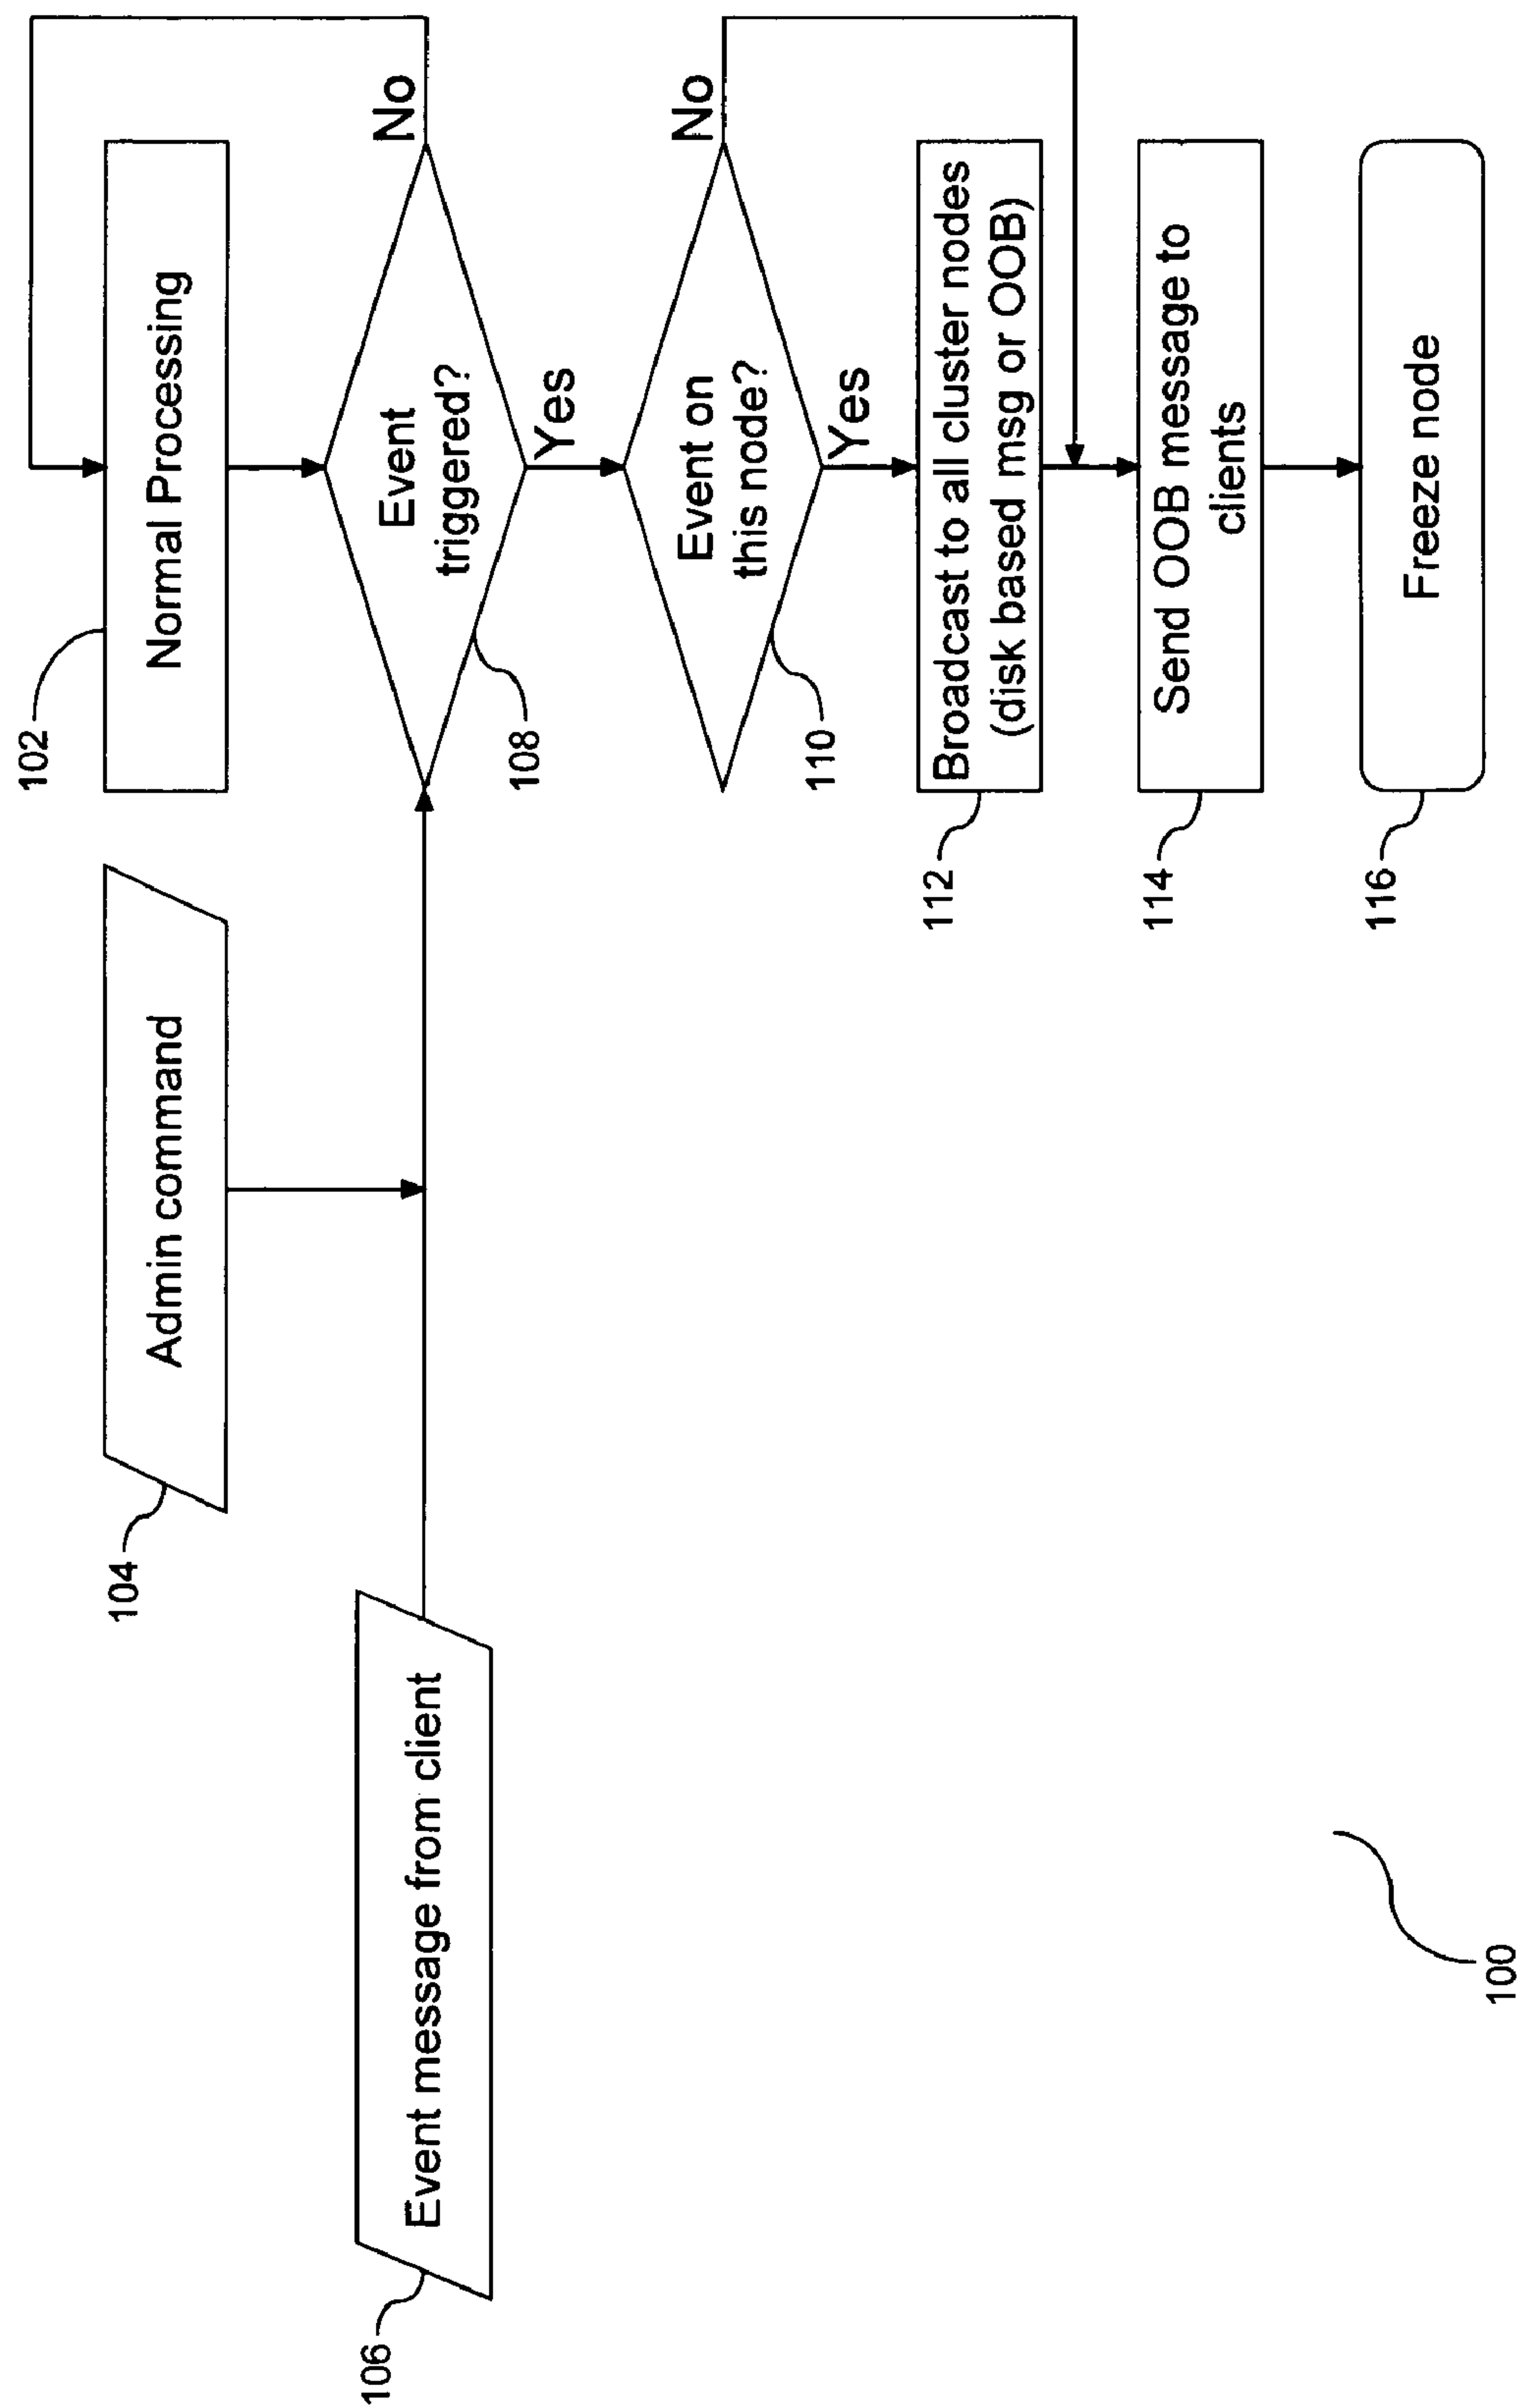 102
Normal Processing
104
Admin command
106
Event message from client
Event
triggered?
No
Yes
108
Event on
this node?
No
Yes
110
Broadcast to all cluster nodes
(disk based msg or OOB)
112
Send OOB message to
clients
114
Freeze node
116
100